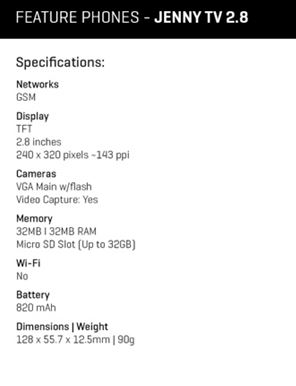 FEATURE PHONES - JENNY TV 2.8
Specifications:
Networks
GSM
Display
TFT
2.8 inches
240 x 320 pixels ~143 ppi
Cameras
VGA Main w/flash
Video Capture: Yes
Memory
32MB | 32MB RAM
Micro SD Slot (Up to 32GB)
Wi-Fi
No
Battery
820 mAh
Dimensions | Weight
128 x 55.7 x 12.5mm | 90g